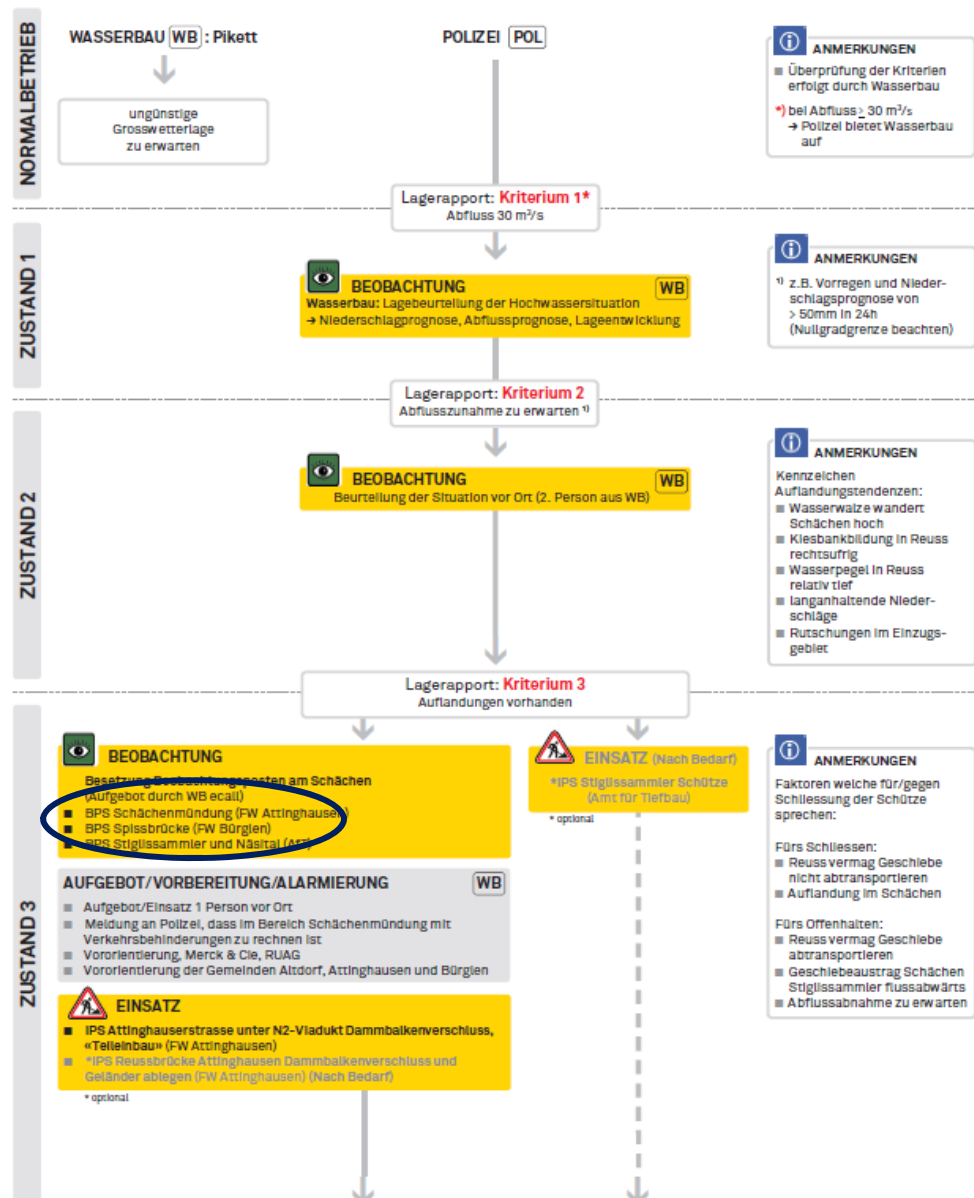 NORMALBETRIEB
WASSERBAU WB : Pikett
ungünstige
Grosswetterlage
zu erwarten
POLIZEI POL
ANMERKUNGEN
Überprüfung der Kriterien
erfolgt durch Wasserbau
*) bei Abfluss ≥ 30 m³/s
→ Polizei bietet Wasserbau
auf
Lagerapport: Kriterium 1*
Abfluss 30 m³/s
ZUSTAND 1
BEOBACHTUNG WB
Wasserbau: Lagebeurteilung der Hochwassersituation
→ Niederschlagprognose, Abflussprognose, Lageentwicklung
ANMERKUNGEN
1) z.B. Vorregen und Nieder-
schlagsprognose von
> 50mm in 24h
(Nullgradgrenze beachten)
Lagerapport: Kriterium 2
Abflusszunahme zu erwarten 1)
ZUSTAND 2
BEOBACHTUNG WB
Beurteilung der Situation vor Ort (2. Person aus WB)
ANMERKUNGEN
Kennzeichen
Auflandungstendenzen:
Wasserwalze wandert
Schächen hoch
Kiesbankbildung in Reuss
rechtsufrig
Wasserpegel in Reuss
relativ tief
langanhaltende Nieder-
schläge
Rutschungen im Einzugs-
gebiet
Lagerapport: Kriterium 3
Auflandungen vorhanden
ZUSTAND 3
BEOBACHTUNG
Besetzung Beobachtungsposten am Schächen
(Aufgebot durch WB ecall)
BPS Schächenmündung (FW Attinghausen)
BPS Spissbrücke (FW Bürglen)
BPS Stiglissammler und Näsital (AfT)
AUFGEBOT/VORBEREITUNG/ALARMIERUNG WB
Aufgebot/Einsatz 1 Person vor Ort
Meldung an Polizei, dass im Bereich Schächenmündung mit
Verkehrsbehinderungen zu rechnen ist
Vororientierung, Merck & Cie, RUAG
Vororientierung der Gemeinden Altdorf, Attinghausen und Bürglen
EINSATZ
IPS Attinghauserstrasse unter N2-Viadukt Dammbalkenverschluss,
«Teileinbau» (FW Attinghausen)
*IPS Reussbrücke Attinghausen Dammbalkenverschluss und
Geländer ablegen (FW Attinghausen) (Nach Bedarf)
* optional
EINSATZ (Nach Bedarf)
*IPS Stiglissammler Schütze
(Amt für Tiefbau)
* optional
ANMERKUNGEN
Faktoren welche für/gegen
Schliessung der Schütze
sprechen:
Fürs Schliessen:
Reuss vermag Geschiebe
nicht abtransportieren
Auflandung im Schächen
Fürs Offenhalten:
Reuss vermag Geschiebe
abtransportieren
Geschiebeaustrag Schächen
Stiglissammler flussabwärts
Abflussabnahme zu erwarten